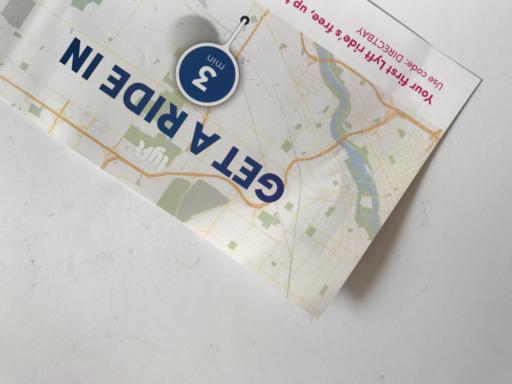 GET A RIDE IN
3
min
lyft
Your first Lyft ride's free, up
Use code: DIRECTBAY